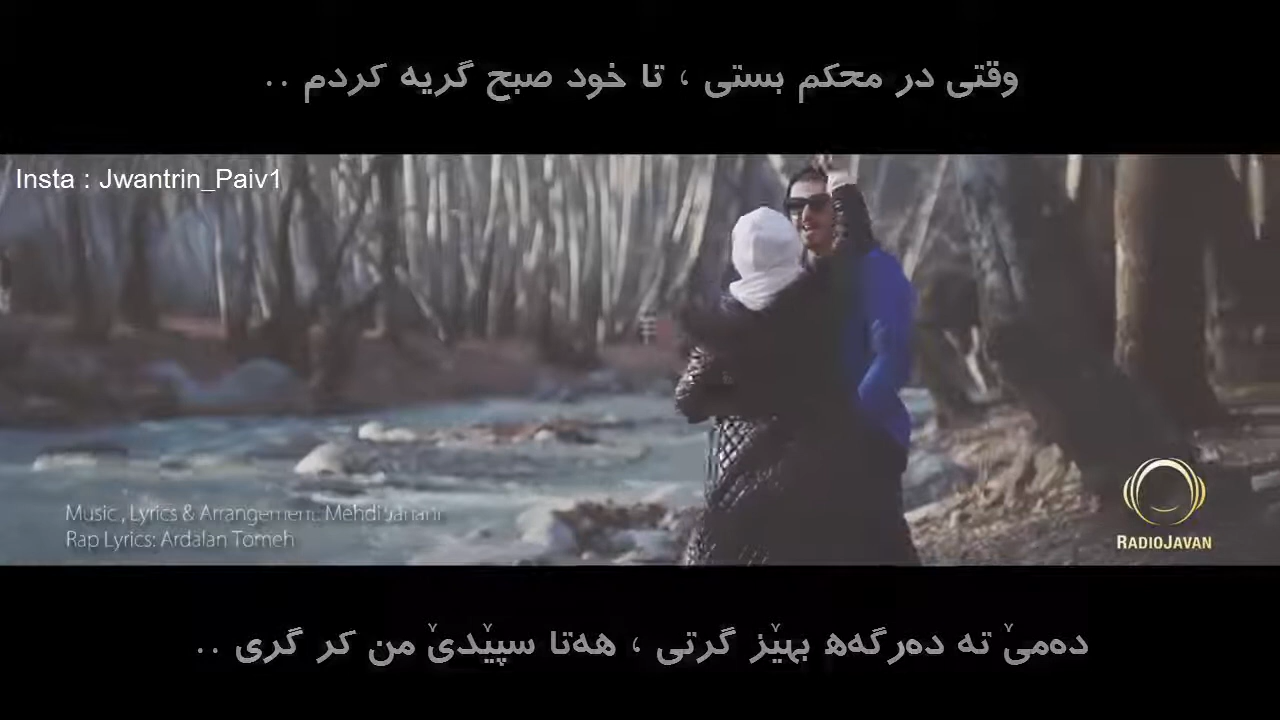 وقتی در محکم بستی ، تا خود صبح گریه کردم ..
Insta : Jwantrin_Paiv1
Music , Lyrics & Arrangement: Mehdi Jahani
Rap Lyrics: Ardalan Tomeh
RADIOJAVAN
دەمێ تە دەرگەهـ بهێز گرتی ، هەتا سپێدێ من کر گری ..